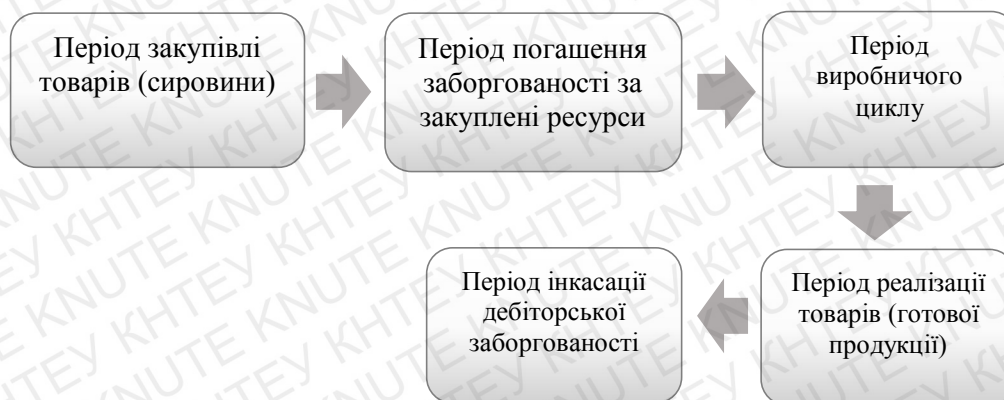 Період закупівлі
товарів (сировини)
Період погашення
заборгованості за
закуплені ресурси
Період
виробничого
циклу
Період реалізації
товарів (готової
продукції)
Період інкасації
дебіторської
заборгованості